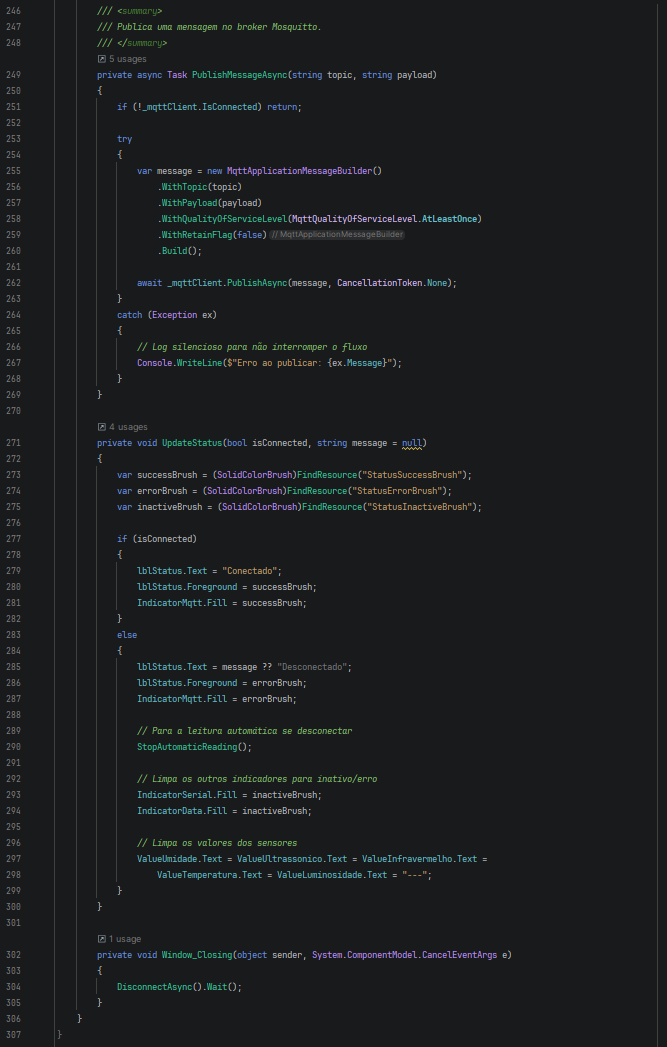 246 /// <summary>
247 /// Publica uma mensagem no broker Mosquitto.
248 /// </summary>
5 usages
249 private async Task PublishMessageAsync(string topic, string payload)
250 {
251 if (!_mqttClient.IsConnected) return;
252
253 try
254 {
255 var message = new MqttApplicationMessageBuilder()
256 .WithTopic(topic)
257 .WithPayload(payload)
258 .WithQualityOfServiceLevel(MqttQualityOfServiceLevel.AtLeastOnce)
259 .WithRetainFlag(false) // MqttApplicationMessageBuilder
260 .Build();
261
262 await _mqttClient.PublishAsync(message, CancellationToken.None);
263 }
264 catch (Exception ex)
265 {
266 // Log silencioso para não interromper o fluxo
267 Console.WriteLine($"Erro ao publicar: {ex.Message}");
268 }
269 }
270
4 usages
271 private void UpdateStatus(bool isConnected, string message = null)
272 {
273 var successBrush = (SolidColorBrush)FindResource("StatusSuccessBrush");
274 var errorBrush = (SolidColorBrush)FindResource("StatusErrorBrush");
275 var inactiveBrush = (SolidColorBrush)FindResource("StatusInactiveBrush");
276
277 if (isConnected)
278 {
279 lblStatus.Text = "Conectado";
280 lblStatus.Foreground = successBrush;
281 IndicatorMqtt.Fill = successBrush;
282 }
283 else
284 {
285 lblStatus.Text = message ?? "Desconectado";
286 lblStatus.Foreground = errorBrush;
287 IndicatorMqtt.Fill = errorBrush;
288
289 // Para a leitura automática se desconectar
290 StopAutomaticReading();
291
292 // Limpa os outros indicadores para inativo/erro
293 IndicatorSerial.Fill = inactiveBrush;
294 IndicatorData.Fill = inactiveBrush;
295
296 // Limpa os valores dos sensores
297 ValueUmidade.Text = ValueUltrassonico.Text = ValueInfravermelho.Text =
298 ValueTemperatura.Text = ValueLuminosidade.Text = "---";
299 }
300 }
301
1 usage
302 private void Window_Closing(object sender, System.ComponentModel.CancelEventArgs e)
303 {
304 DisconnectAsync().Wait();
305 }
306 }
307 }